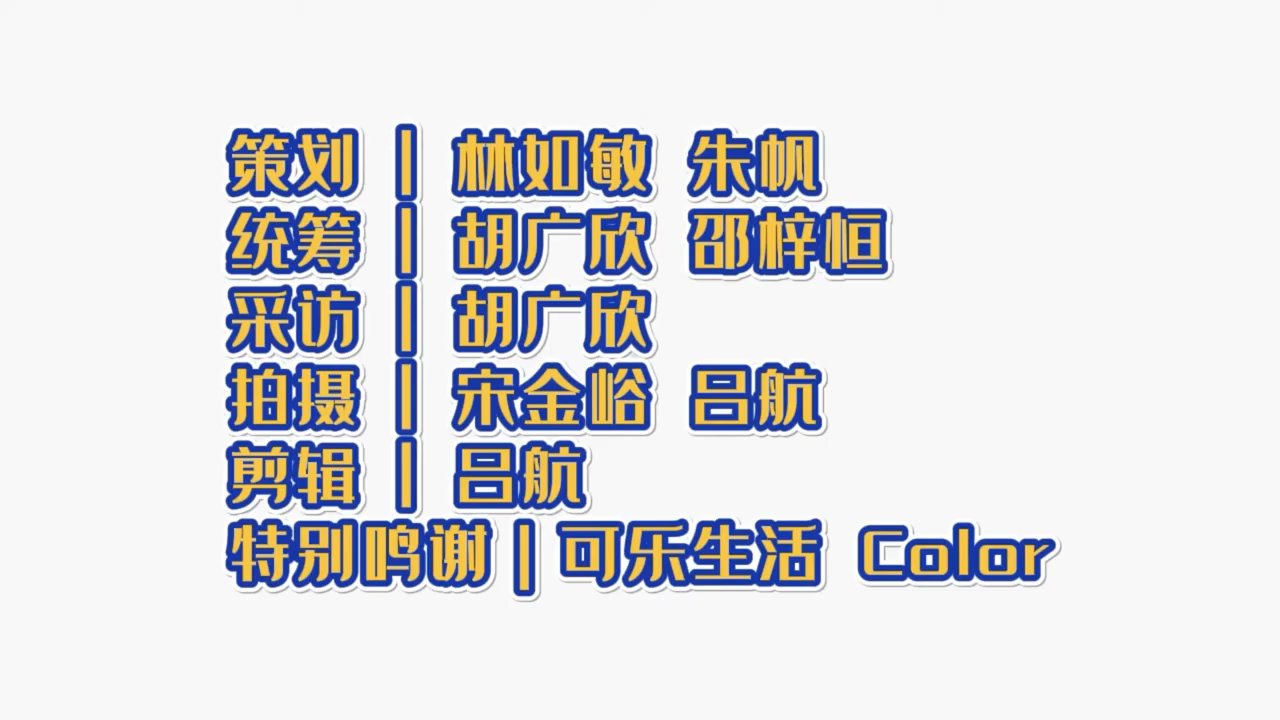 策划 | 林如敏 朱帆
统筹 | 胡广欣 邵梓恒
采访 | 胡广欣
拍摄 | 宋金峪 吕航
剪辑 | 吕航
特别鸣谢 | 可乐生活 Color